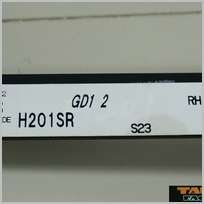 GD1 2
RH
DE H201SR
S23